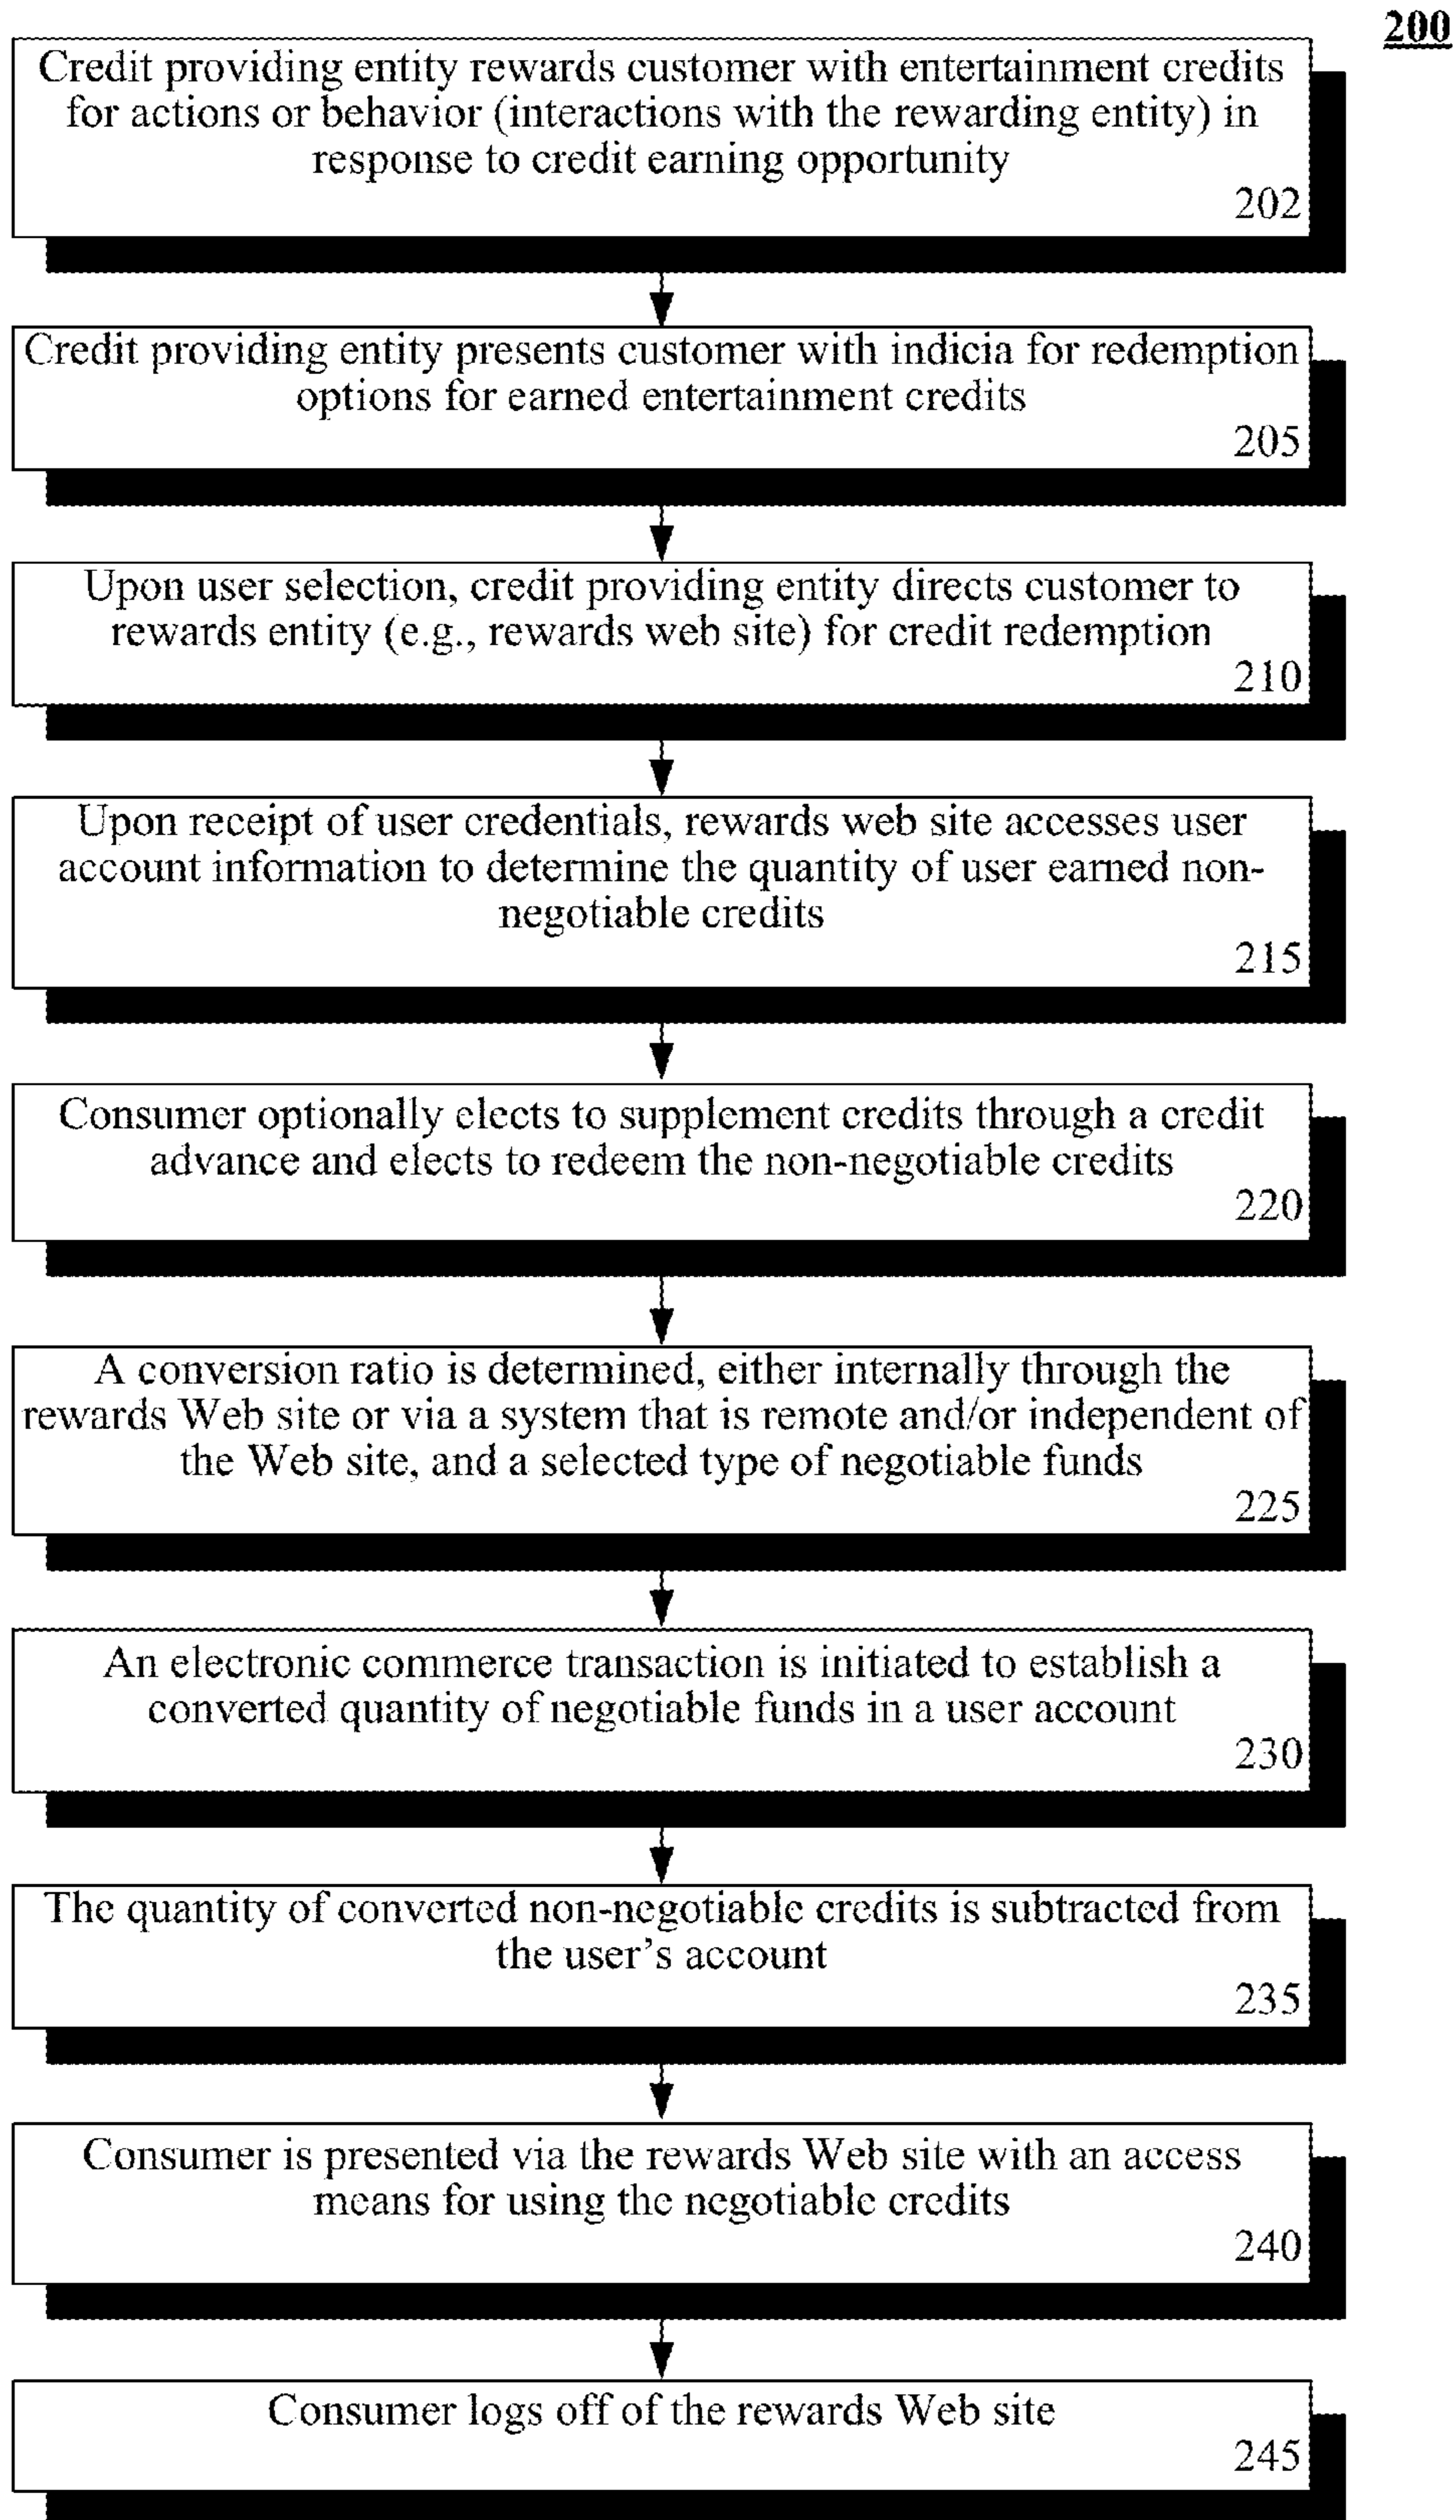 200
Credit providing entity rewards customer with entertainment credits
for actions or behavior (interactions with the rewarding entity) in
response to credit earning opportunity
202
Credit providing entity presents customer with indicia for redemption
options for earned entertainment credits
205
Upon user selection, credit providing entity directs customer to
rewards entity (e.g., rewards web site) for credit redemption
210
Upon receipt of user credentials, rewards web site accesses user
account information to determine the quantity of user earned non-
negotiable credits
215
Consumer optionally elects to supplement credits through a credit
advance and elects to redeem the non-negotiable credits
220
A conversion ratio is determined, either internally through the
rewards Web site or via a system that is remote and/or independent of
the Web site, and a selected type of negotiable funds
225
An electronic commerce transaction is initiated to establish a
converted quantity of negotiable funds in a user account
230
The quantity of converted non-negotiable credits is subtracted from
the user's account
235
Consumer is presented via the rewards Web site with an access
means for using the negotiable credits
240
Consumer logs off of the rewards Web site
245